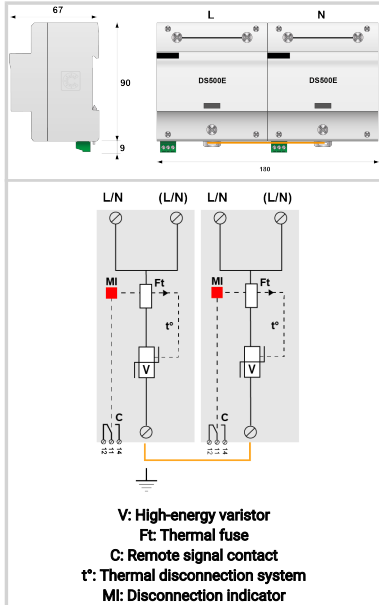 67
L N
90
DS500E DS500E
9
180
L/N (L/N) L/N (L/N)
MI Ft MI Ft
t° t°
V V
C C
12 11 14 12 11 14
V: High-energy varistor
Ft: Thermal fuse
C: Remote signal contact
t°: Thermal disconnection system
MI: Disconnection indicator